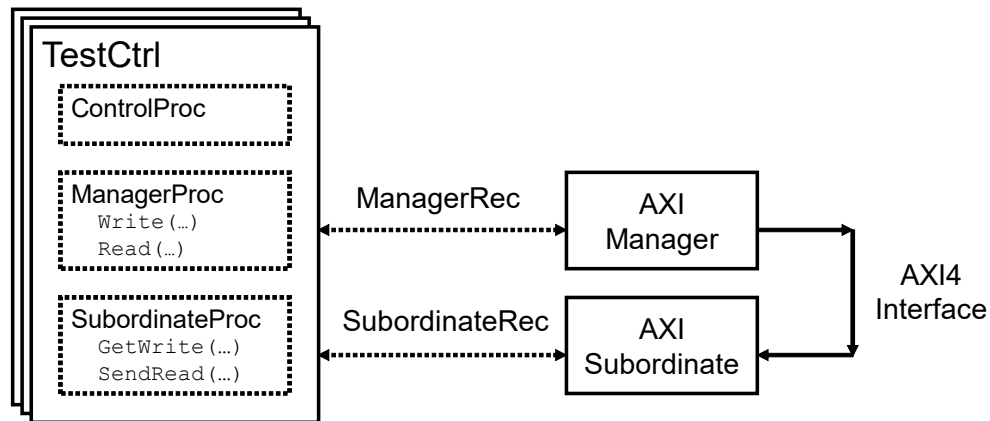 TestCtrl
ControlProc
ManagerProc
Write(…)
Read(…)
SubordinateProc
GetWrite(…)
SendRead(…)
ManagerRec
SubordinateRec
AXI
Manager
AXI
Subordinate
AXI4
Interface